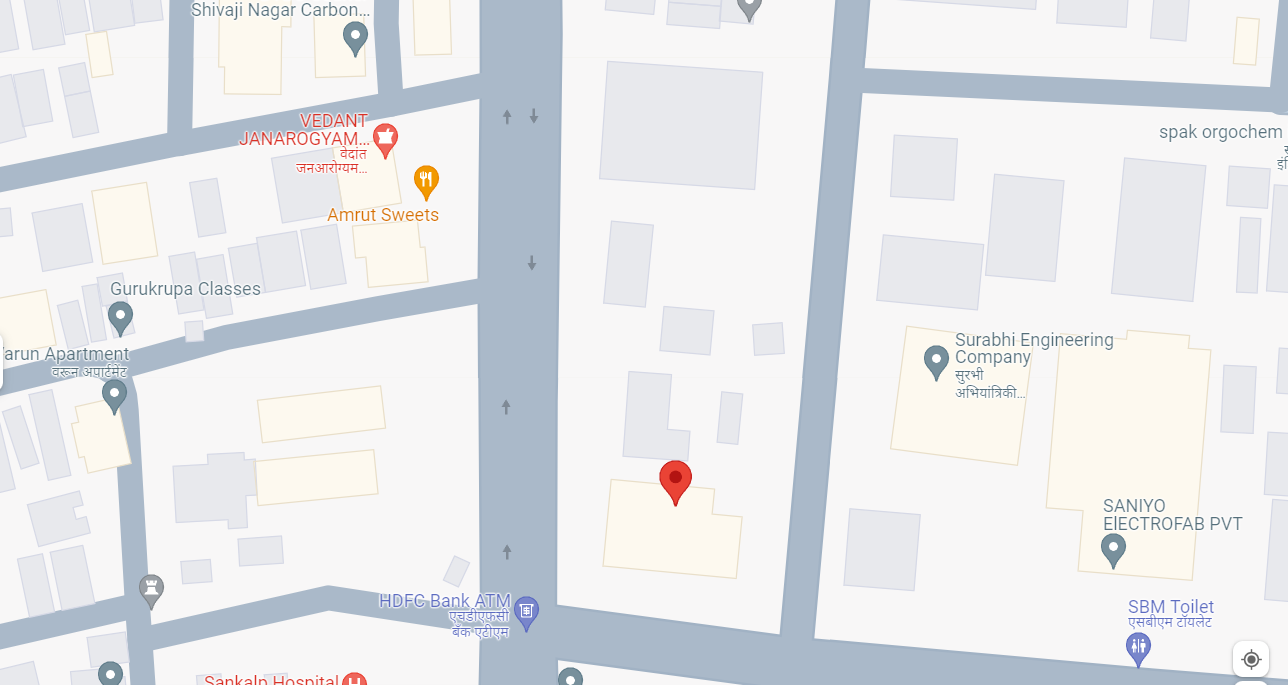 Shivaji Nagar Carbon...
VEDANT
JANAROGYAM...
वेदांत
जनआरोग्यम...
Amrut Sweets
spak orgochem
Gurukrupa Classes
arun Apartment
वरून अपार्टमेंट
Surabhi Engineering
Company
सुरभी
अभियांत्रिकी...
SANIYO
ElECTROFAB PVT
HDFC Bank ATM
एचडीएफसी
बँक एटीएम
SBM Toilet
एसबीएम टॉयलेट
Sankalp Hospital